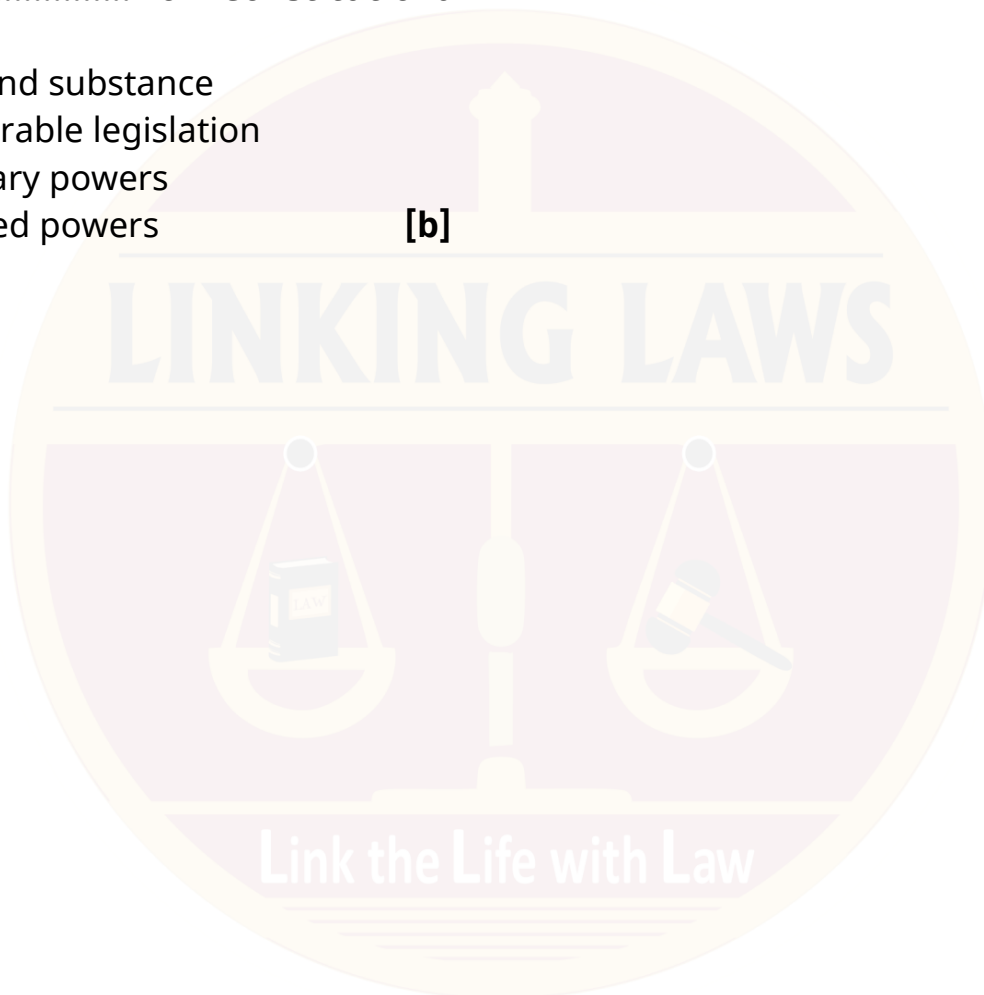 nd substance
rable legislation
ary powers
ed powers [b]
LINKING LAWS
LAW
Link the Life with Law